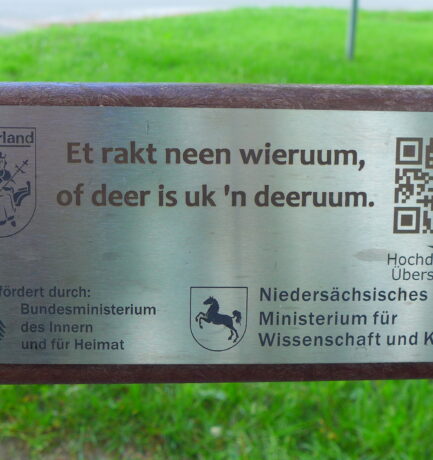 rland
Et rakt neen wieruum,
of deer is uk 'n deeruum.
Hochd
Übers
fördert durch:
Bundesministerium
des Innern
und für Heimat
Niedersächsisches
Ministerium für
Wissenschaft und K